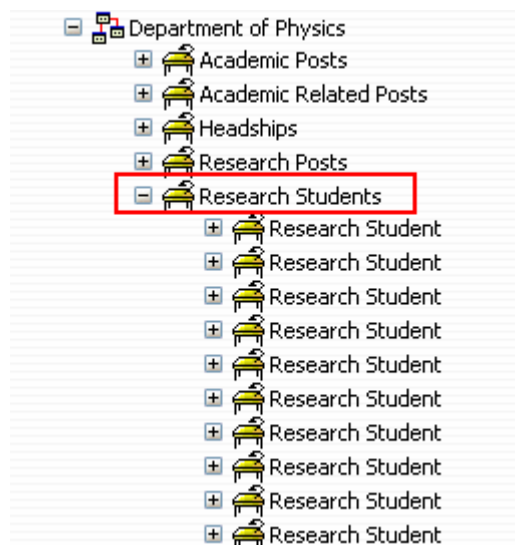 Department of Physics
Academic Posts
Academic Related Posts
Headships
Research Posts
Research Students
Research Student
Research Student
Research Student
Research Student
Research Student
Research Student
Research Student
Research Student
Research Student
Research Student